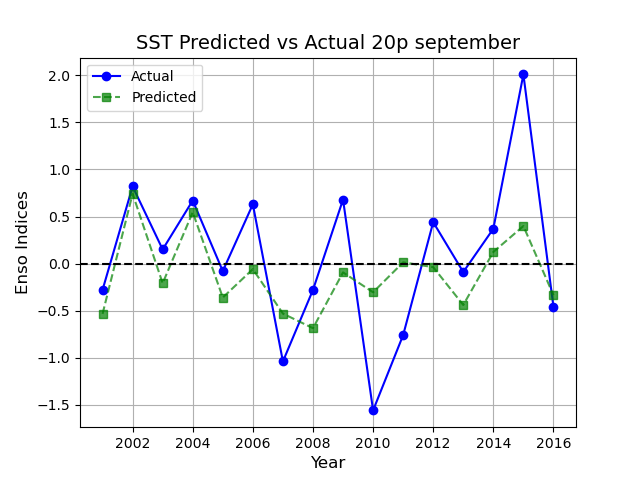 SST Predicted vs Actual 20p september
Actual
Predicted
2.0
1.5
1.0
0.5
0.0
−0.5
−1.0
−1.5
Enso Indices
2002 2004 2006 2008 2010 2012 2014 2016
Year